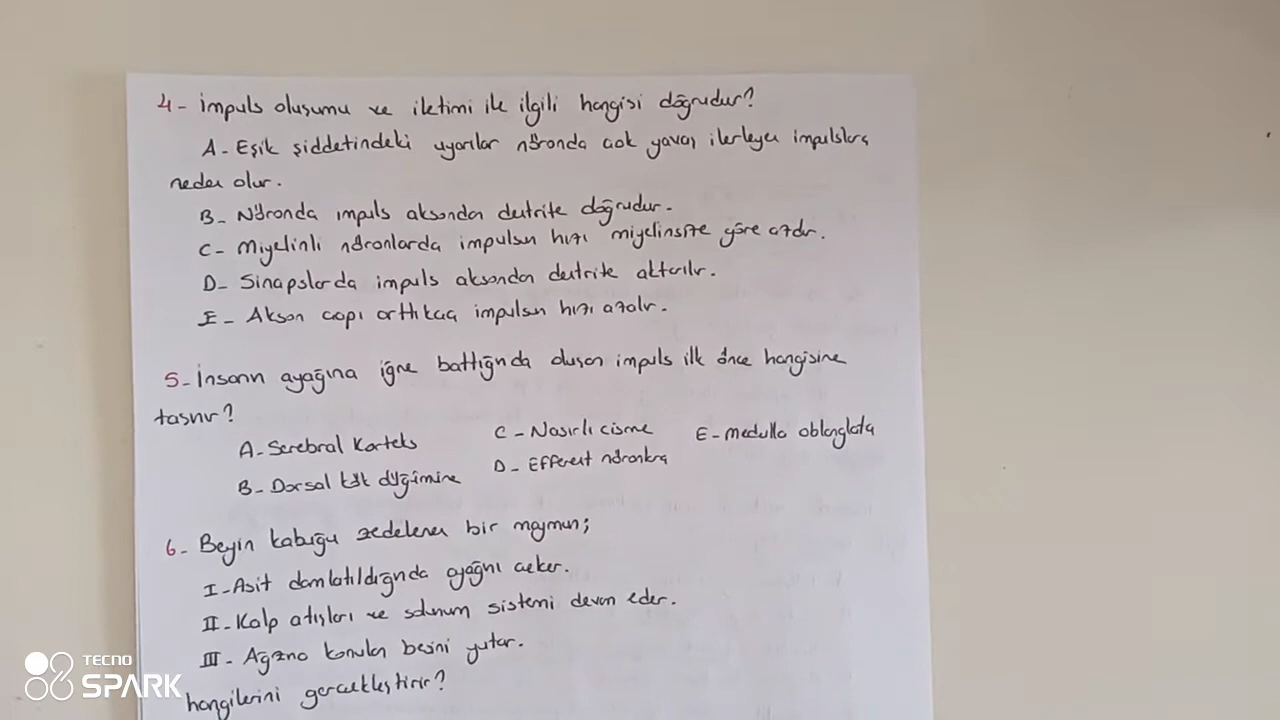 4- İmpuls oluşumu ve iletimi ile ilgili hangisi doğrudur?
A- Eşik şiddetindeki uyarılar nöronda çok yavaş ilerleyen impulslara
neden olur.
B- Nöronda impuls aksondan dentrite doğrudur.
C- Miyelinli nöronlarda impulsun hızı miyelinsize göre azdır.
D- Sinapslarda impuls aksondan dentrite aktarılır.
E- Akson çapı arttıkça impulsun hızı azalır.
5- İnsanın ayağına iğne battığında oluşan impuls ilk önce hangisine
taşınır?
A- Serebral Korteks
C- Nasırlı cisme
E- medulla oblongata
B- Dorsal kök düğümüne
D- Efferent nöronlara
6- Beyin kabuğu zedelenen bir maymun;
I- Asit damlatıldığında ayağını çeker.
II- Kalp atışları ve solunum sistemi devam eder.
III- Ağzına konulan besini yutar.
hangilerini gerçekleştirir?
TECNO
SPARK